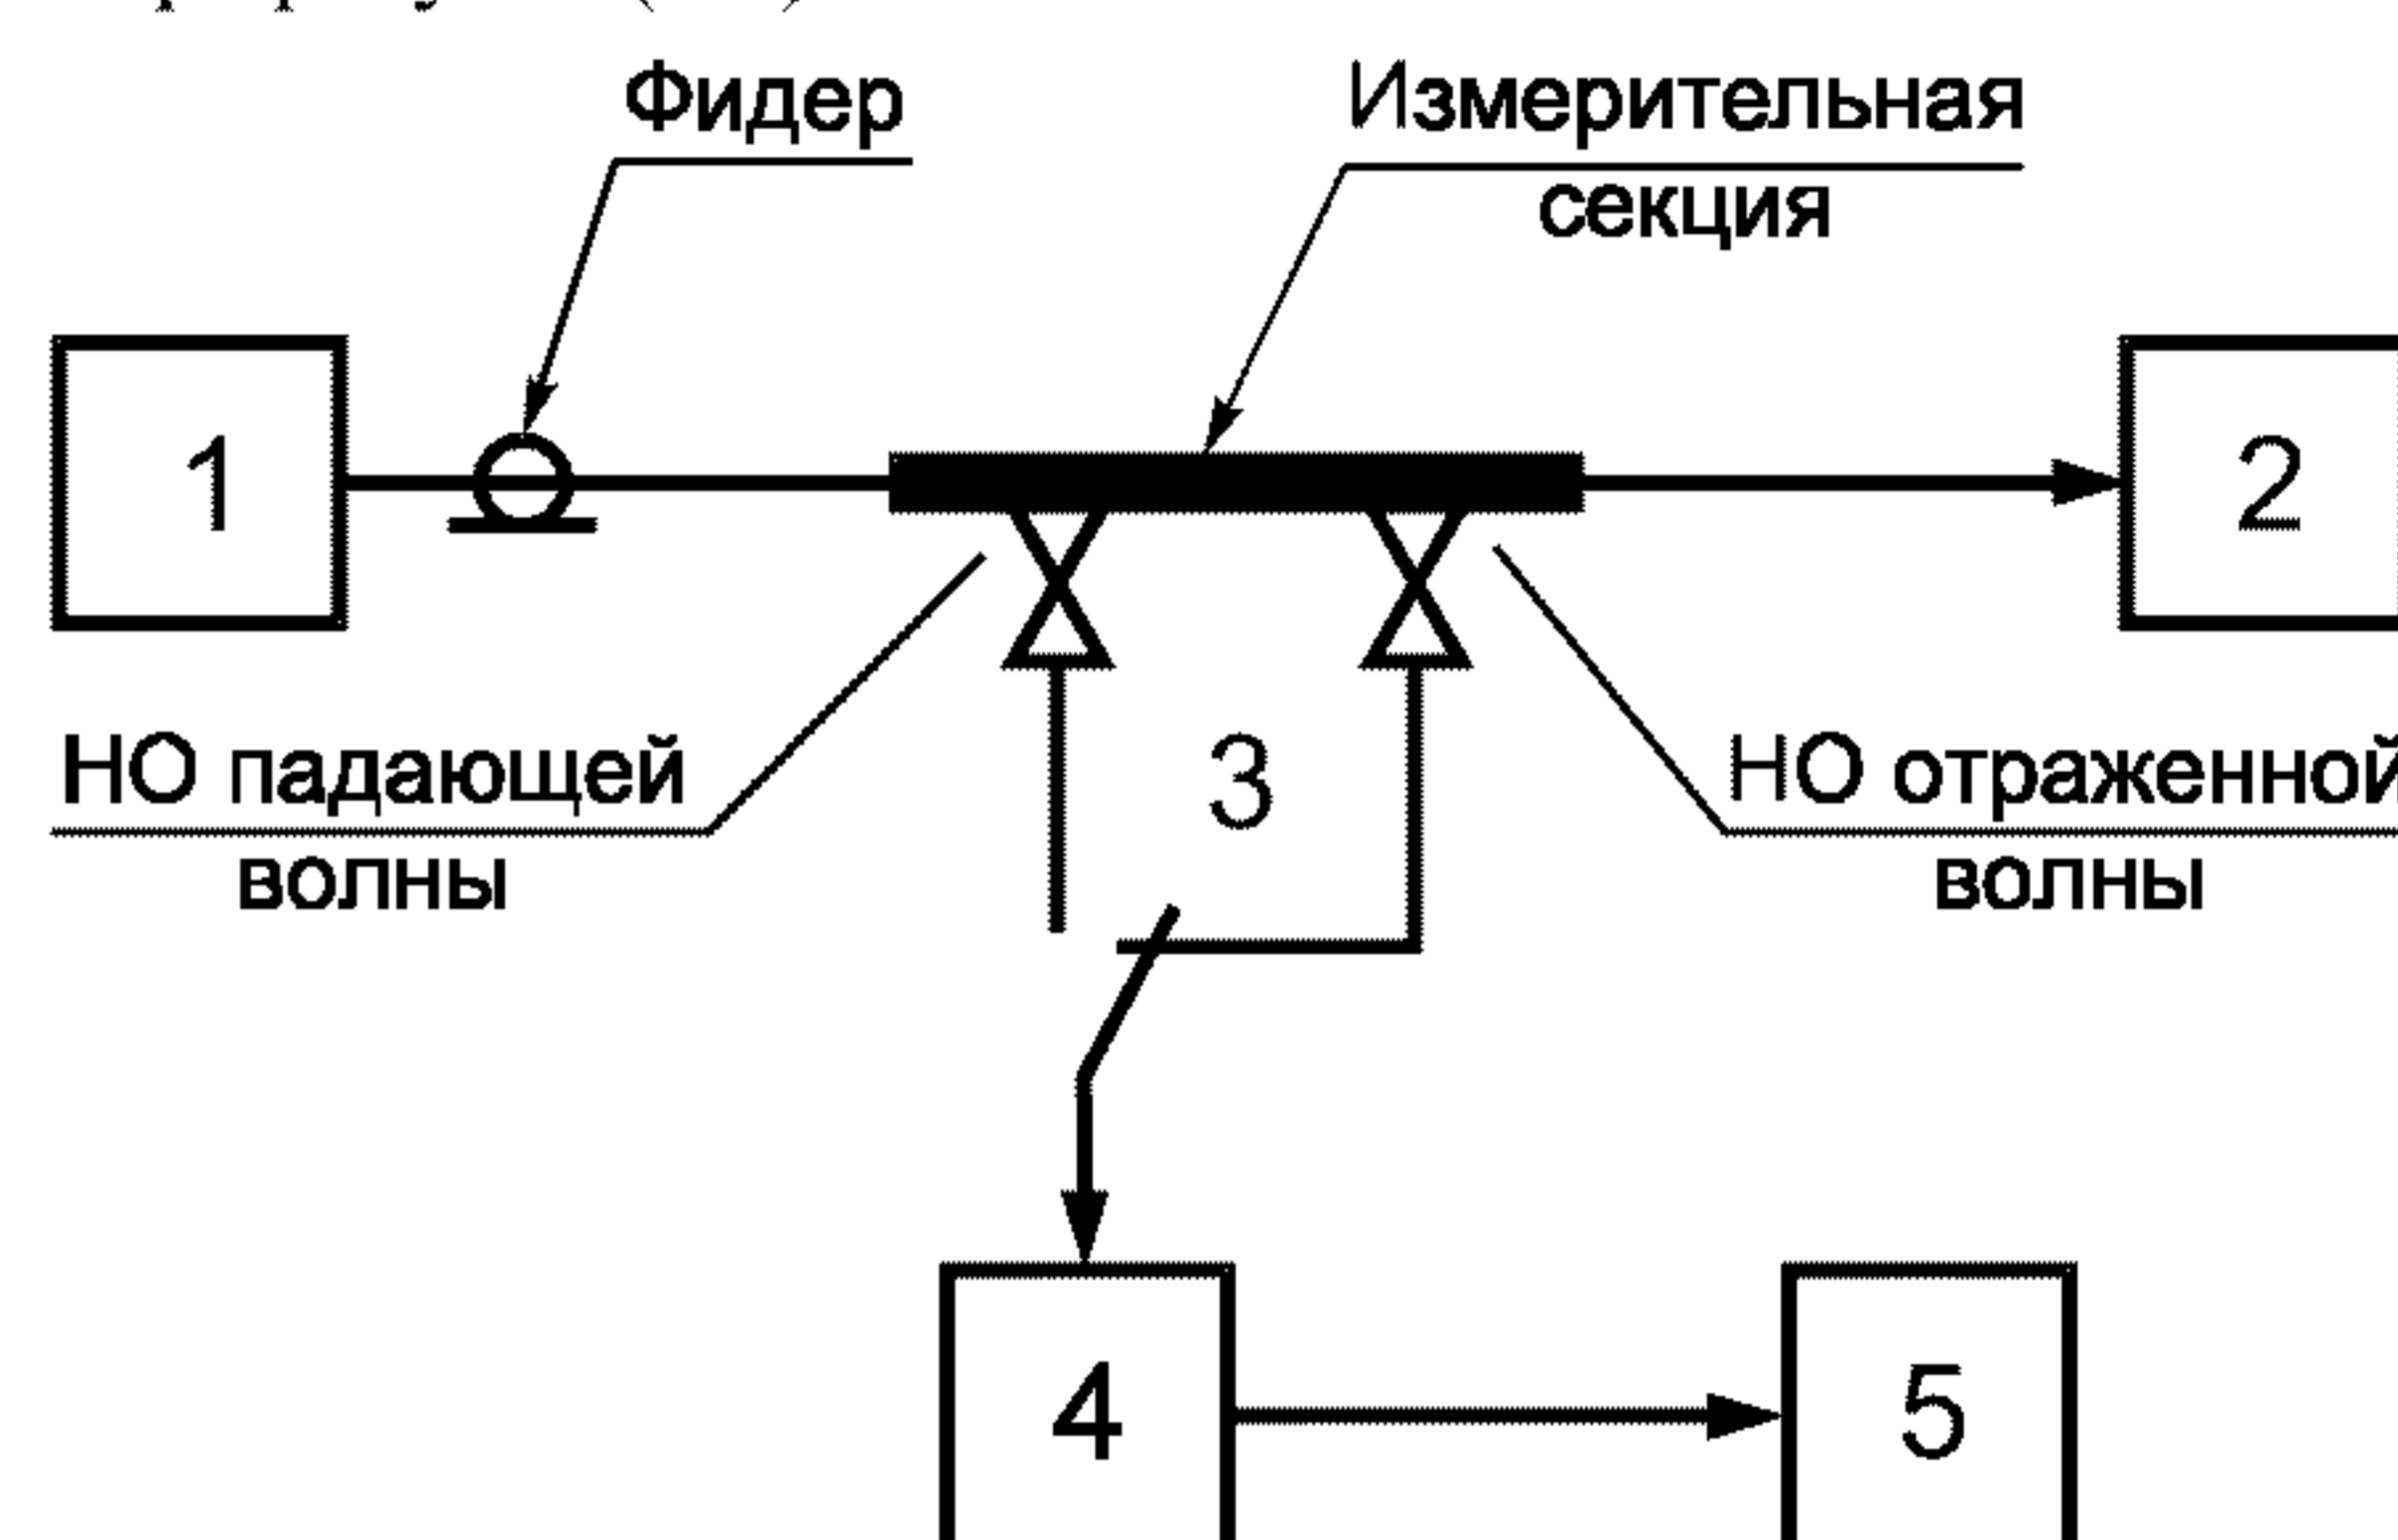 Фидер
Измерительная
секция
1
2
НО падающей
волны
3
НО отраженной
волны
4
5